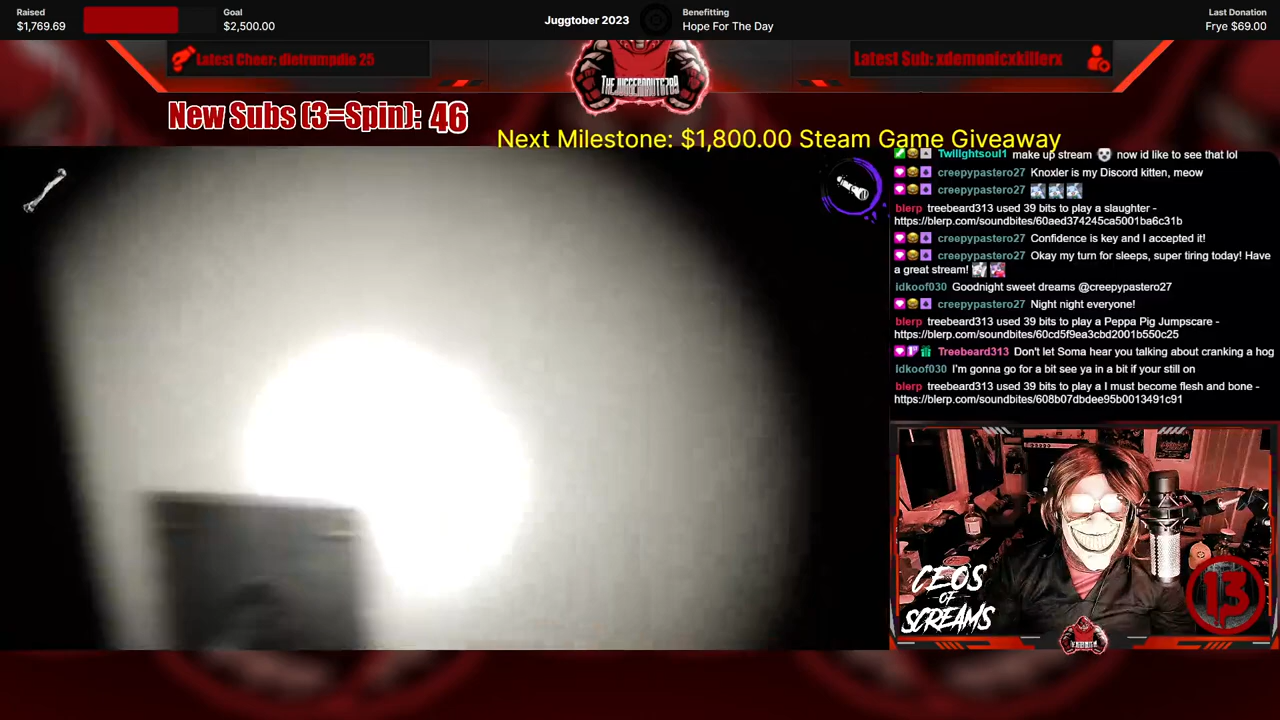 Raised
$1,769.69
Goal
$2,500.00
Juggtober 2023
Benefitting
Hope For The Day
Last Donation
Frye $69.00
Latest Cheer: dietrumpdie 25
THEJUGGERNAUT6789
Latest Sub: xdemonicxkillerx
New Subs (3=Spin): 46
Next Milestone: $1,800.00 Steam Game Giveaway
Twilightsoul1 make up stream now id like to see that lol
creepypastero27 Knoxler is my Discord kitten, meow
creepypastero27
blerp treebeard313 used 39 bits to play a slaughter -
https://blerp.com/soundbites/60aed374245ca5001ba6c31b
creepypastero27 Confidence is key and I accepted it!
creepypastero27 Okay my turn for sleeps, super tiring today! Have
a great stream!
idkoof030 Goodnight sweet dreams @creepypastero27
creepypastero27 Night night everyone!
blerp treebeard313 used 39 bits to play a Peppa Pig Jumpscare -
https://blerp.com/soundbites/60cd5f9ea3cbd2001b550c25
Treebeard313 Don't let Soma hear you talking about cranking a hog
Idkoof030 I'm gonna go for a bit see ya in a bit if your still on
blerp treebeard313 used 39 bits to play a I must become flesh and bone -
https://blerp.com/soundbites/608b07dbdee95b0013491c91
CEOS
OF
SCREAMS
13